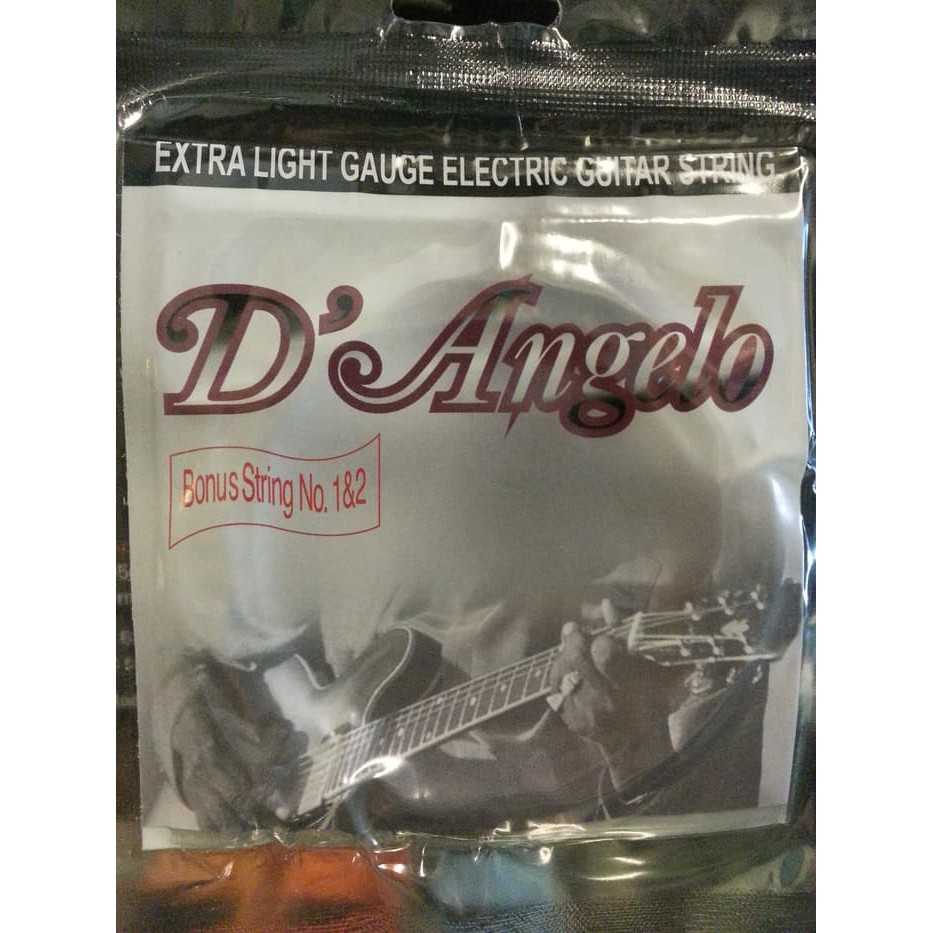 EXTRA LIGHT GAUGE ELECTRIC GUITAR STRING
D'Angelo
Bonus String No. 1&2